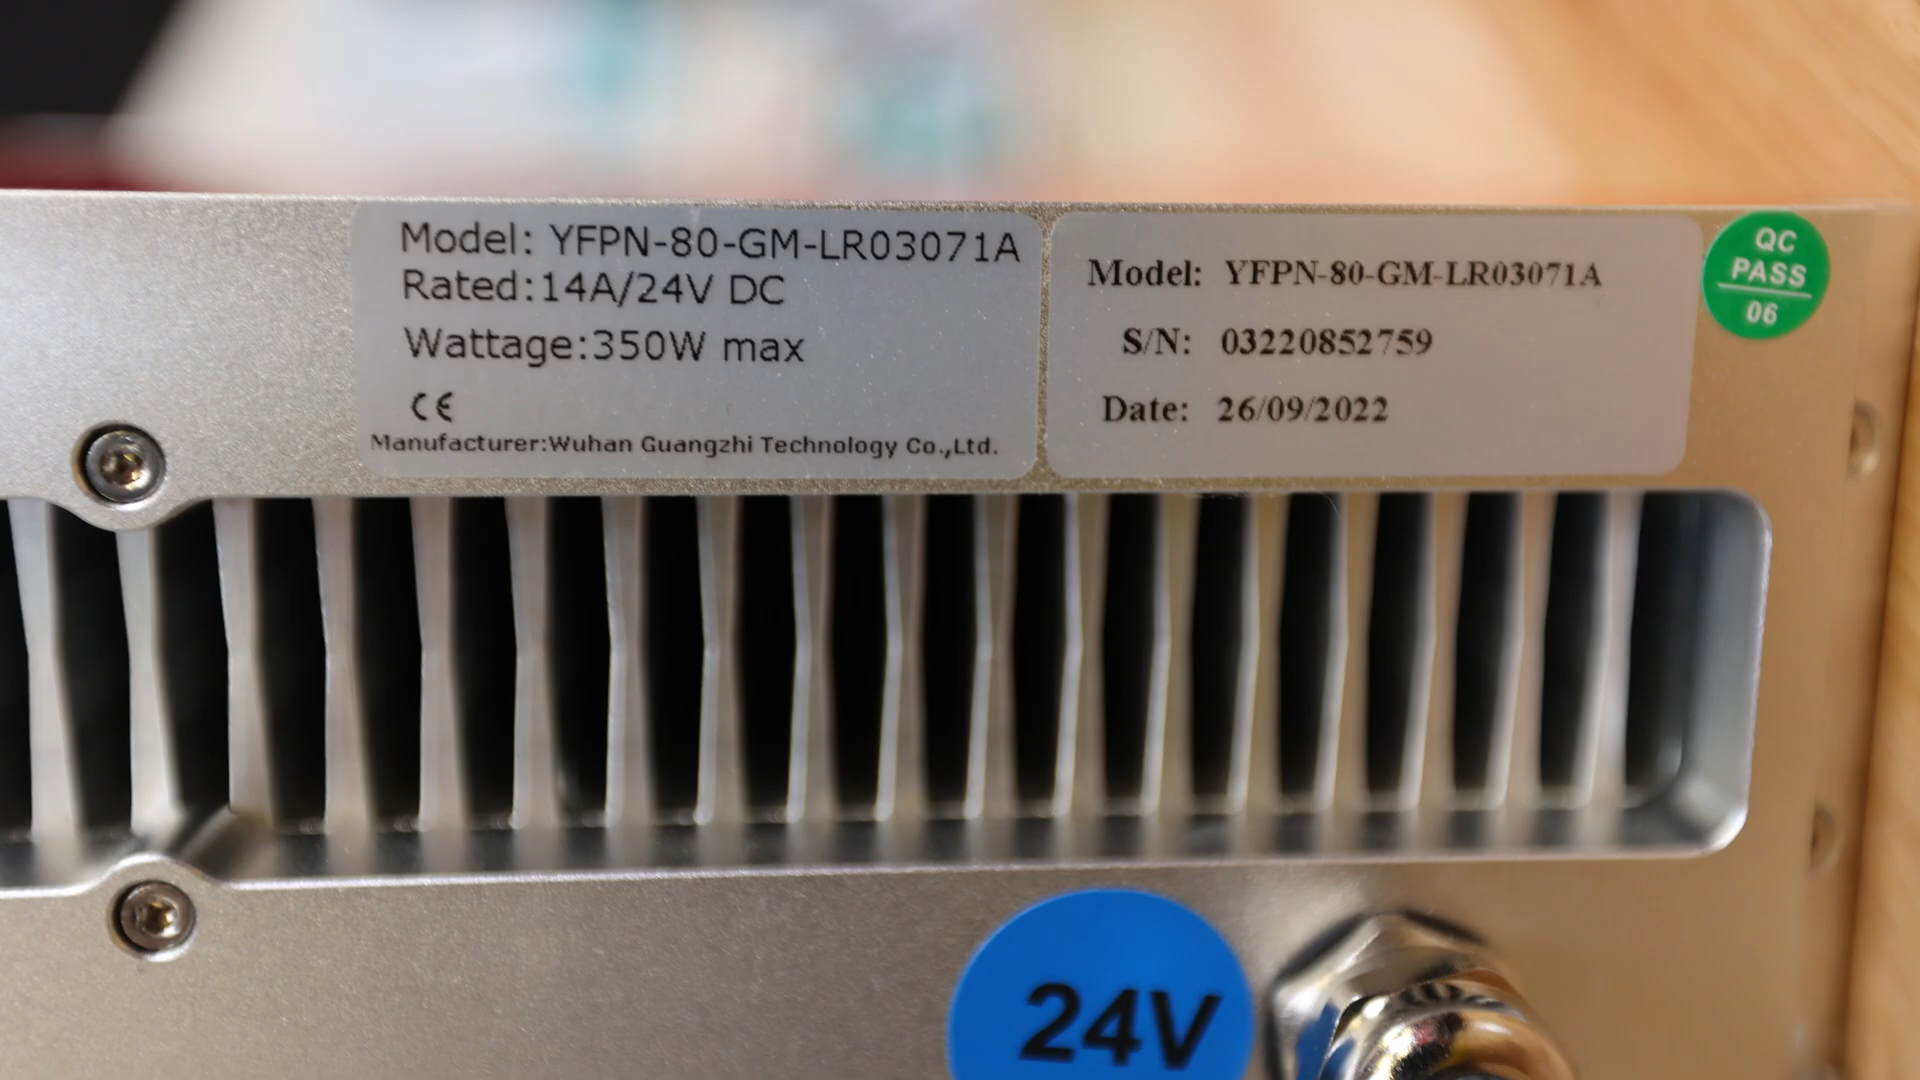 Model: YFPN-80-GM-LR03071A
Rated:14A/24V DC
Wattage:350W max
CE
Manufacturer:Wuhan Guangzhi Technology Co.,Ltd.
Model: YFPN-80-GM-LR03071A
S/N: 03220852759
Date: 26/09/2022
QC
PASS
06
24V